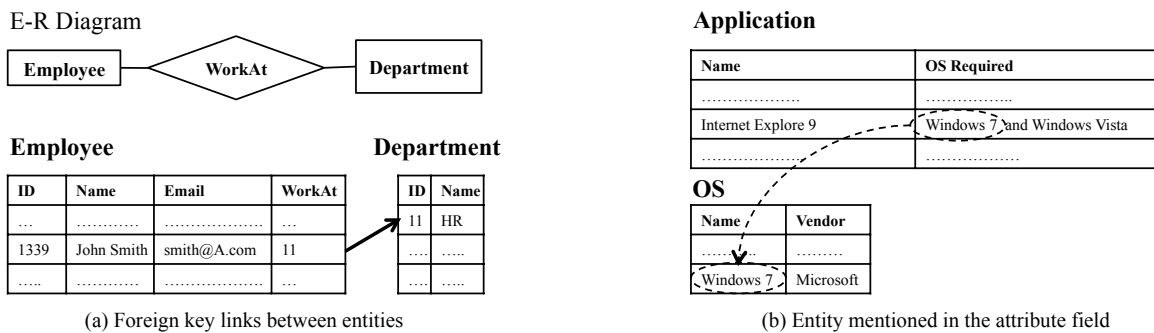 E-R Diagram
Employee
WorkAt
Department
Employee
ID Name Email WorkAt
… ………… ………………. …
1339 John Smith smith@A.com 11
….. ………… ………………. …
Department
ID Name
11 HR
…. …..
…. …..
(a) Foreign key links between entities
Application
Name OS Required
………………. ……………..
Internet Explore 9 Windows 7 and Windows Vista
………………. ………………
OS
Name Vendor
……….. ………
Windows 7 Microsoft
(b) Entity mentioned in the attribute field